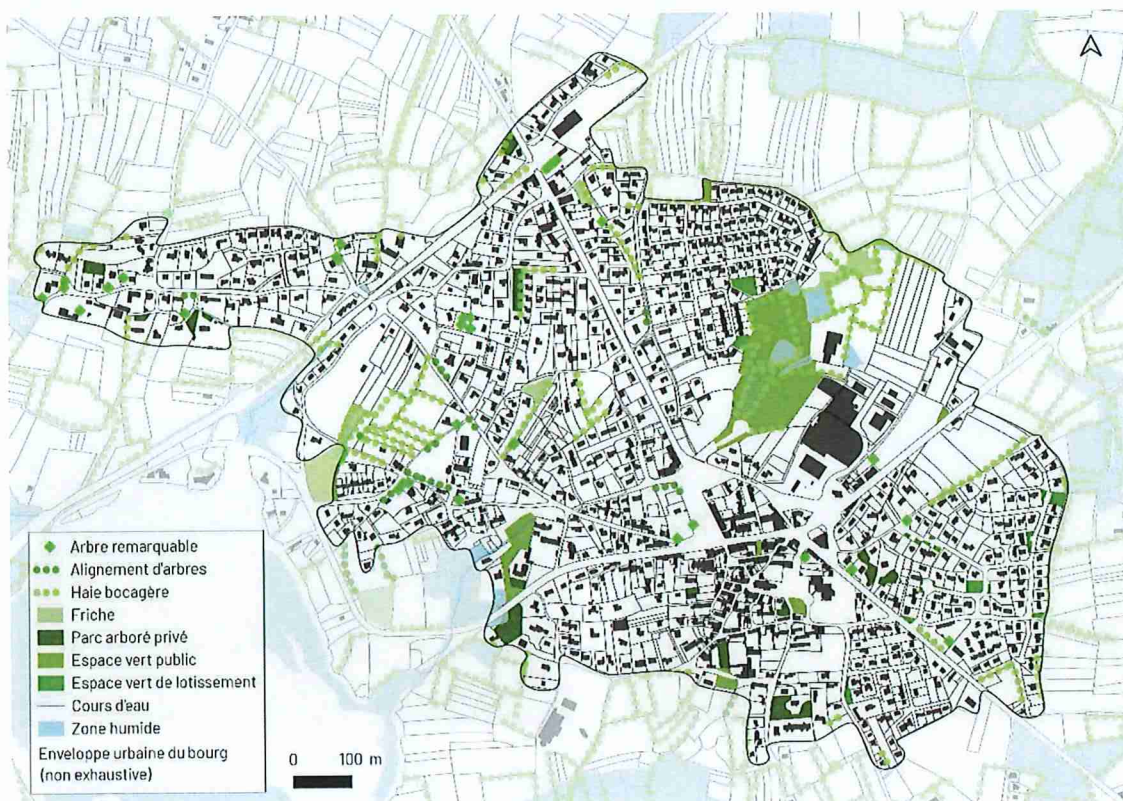 Arbre remarquable
Alignement d'arbres
Haie bocagère
Friche
Parc arboré privé
Espace vert public
Espace vert de lotissement
Cours d'eau
Zone humide
Enveloppe urbaine du bourg
(non exhaustive)
0 100 m